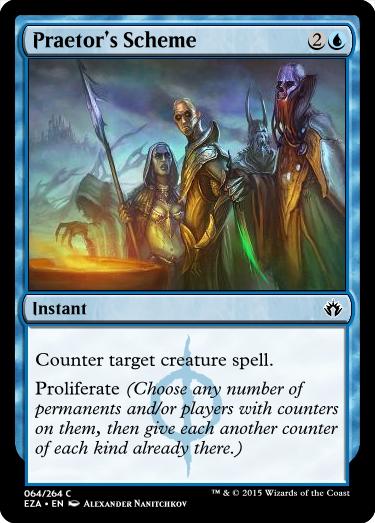 Praetor's Scheme 2
Instant
Counter target creature spell.
Proliferate (Choose any number of
permanents and/or players with counters
on them, then give each another counter
of each kind already there.)
064/264 C
EZA • EN ALEXANDER NANITCHKOV
™ & © 2015 Wizards of the Coast